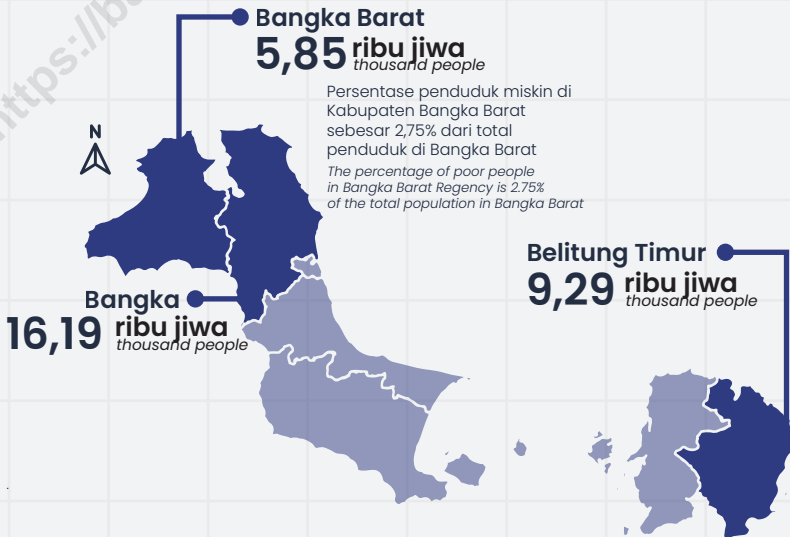 https://b
Bangka Barat
5,85 ribu jiwa
thousand people
Persentase penduduk miskin di
Kabupaten Bangka Barat
sebesar 2,75% dari total
penduduk di Bangka Barat
The percentage of poor people
in Bangka Barat Regency is 2.75%
of the total population in Bangka Barat
N
Belitung Timur
9,29 ribu jiwa
thousand people
Bangka
16,19 ribu jiwa
thousand people